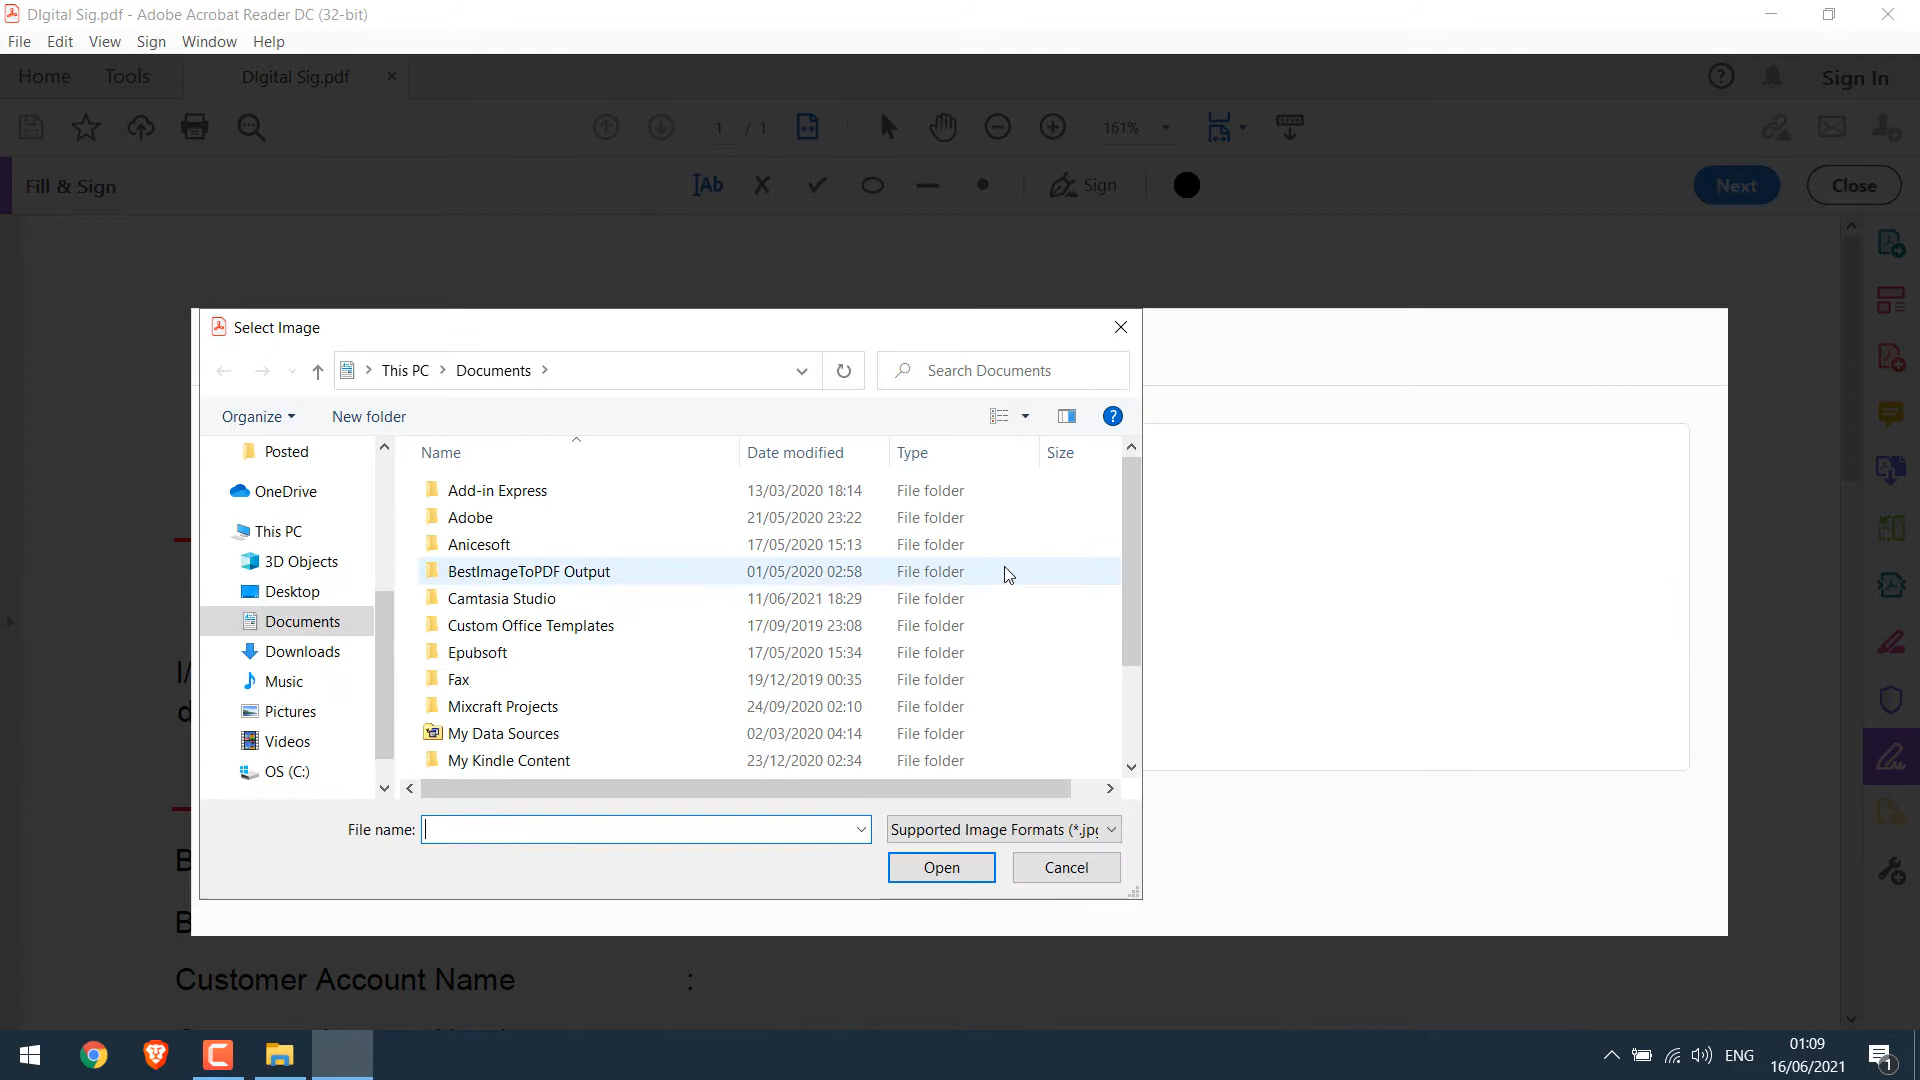 DIgital Sig.pdf - Adobe Acrobat Reader DC (32-bit)
File Edit View Sign Window Help
Home Tools DIgital Sig.pdf Sign In
1 / 1 161%
Fill & Sign Ab Sign Next Close
Select Image
This PC Documents Search Documents
Organize New folder
Name Date modified Type Size
Posted
OneDrive
This PC
3D Objects
Desktop
Documents
Downloads
Music
Pictures
Videos
OS (C:)
Add-in Express 13/03/2020 18:14 File folder
Adobe 21/05/2020 23:22 File folder
Anicesoft 17/05/2020 15:13 File folder
BestImageToPDF Output 01/05/2020 02:58 File folder
Camtasia Studio 11/06/2021 18:29 File folder
Custom Office Templates 17/09/2019 23:08 File folder
Epubsoft 17/05/2020 15:34 File folder
Fax 19/12/2019 00:35 File folder
Mixcraft Projects 24/09/2020 02:10 File folder
My Data Sources 02/03/2020 04:14 File folder
My Kindle Content 23/12/2020 02:34 File folder
File name: Supported Image Formats (*.jpg
Open Cancel
Customer Account Name :
ENG
01:09
16/06/2021
1